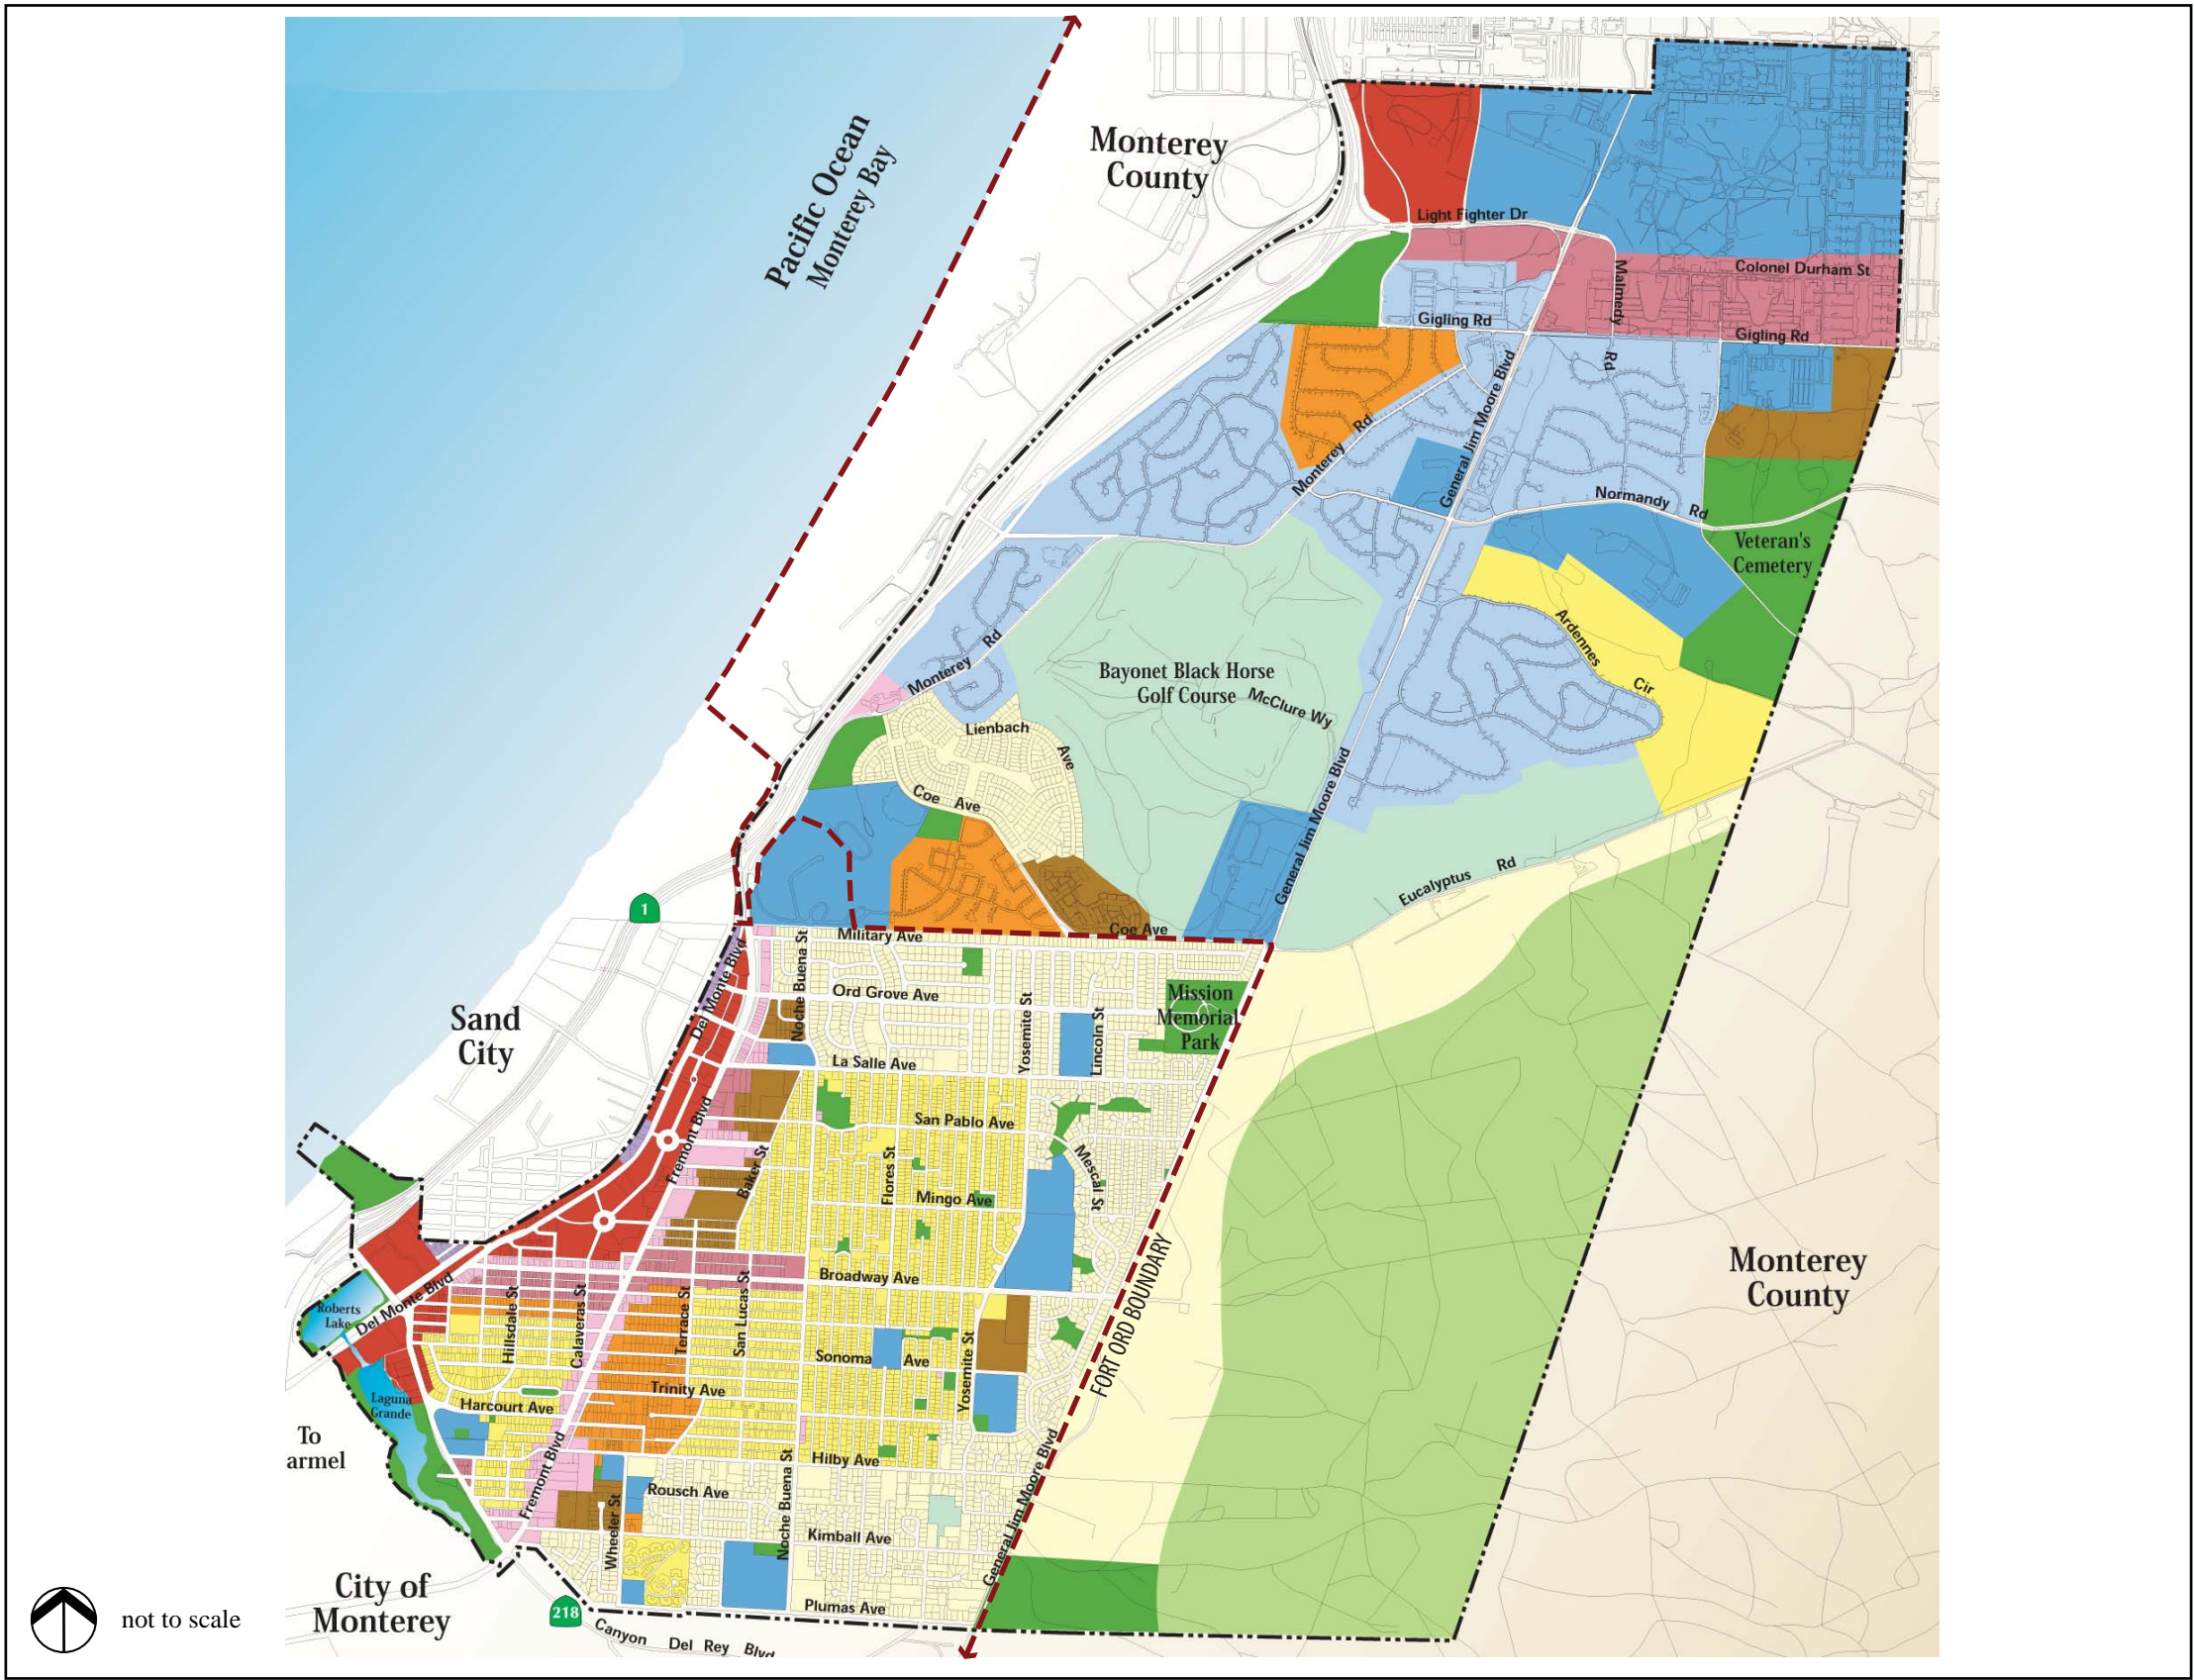 Pacific Ocean
Monterey Bay
Monterey
County
Light Fighter Dr
Colonel Durham St
Malmedy
Rd
Gigling Rd
Gigling Rd
General Jim Moore Blvd
Monterey Rd
Normandy Rd
Veteran's
Cemetery
Ardennes
Cir
Monterey Rd
Bayonet Black Horse
Golf Course
McClure Wy
Lienbach
Ave
Coe Ave
General Jim Moore Blvd
Eucalyptus Rd
1
Military Ave
Coe Ave
Del Monte Blvd
Noche Buena St
Ord Grove Ave
Yosemite St
Lincoln St
Mission
Memorial
Park
Sand
City
La Salle Ave
Fremont Blvd
San Pablo Ave
Baker St
Flores St
Mescal St
Mingo Ave
FORT ORD BOUNDARY
Monterey
County
Broadway Ave
Roberts
Lake
Del Monte Blvd
Hillsdale St
Calaveras St
Terrace St
San Lucas St
Sonoma Ave
Yosemite St
Trinity Ave
Laguna
Grande
Harcourt Ave
To
armel
Fremont Blvd
Hilby Ave
Noche Buena St
Rousch Ave
Wheeler St
Kimball Ave
General Jim Moore Blvd
City of
Monterey
218
Plumas Ave
Canyon Del Rey Blvd
not to scale